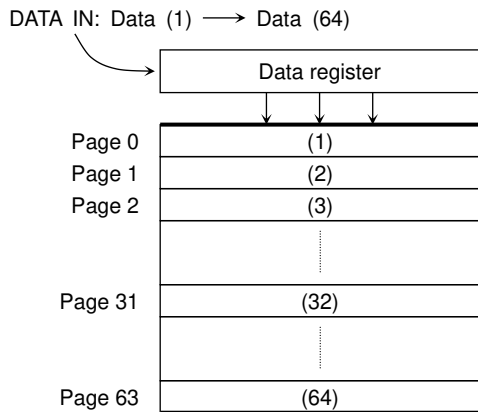 DATA IN: Data (1) ⟶ Data (64)
Data register
Page 0 (1)
Page 1 (2)
Page 2 (3)
Page 31 (32)
Page 63 (64)